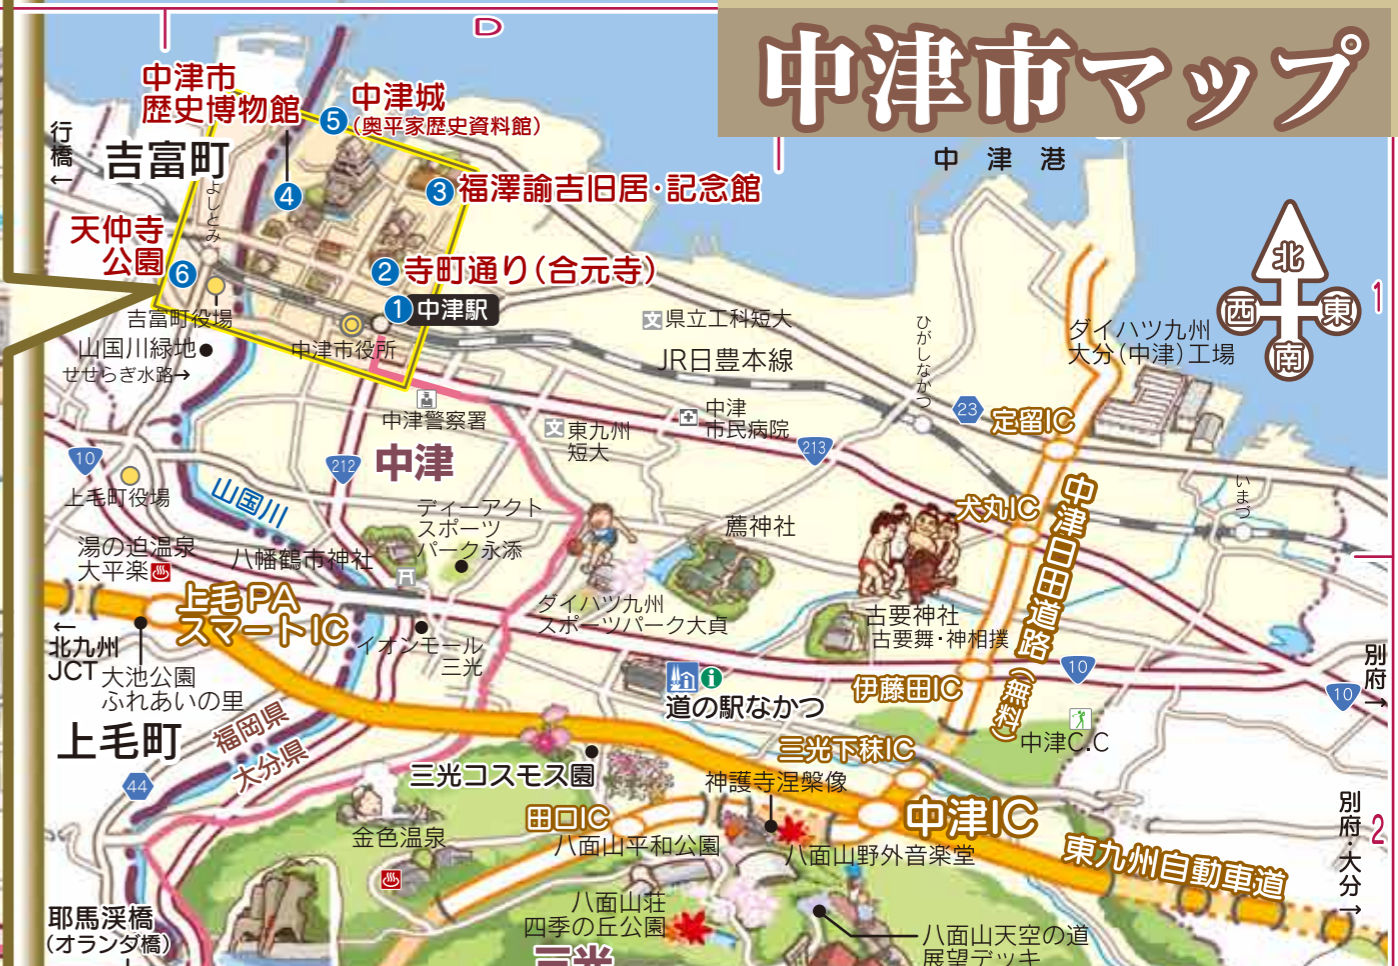 中津市マップ
D
中津市
歴史博物館
中津城
(奥平家歴史資料館)
5
行橋←
吉富町
4
3
福澤諭吉旧居・記念館
中津港
よしとみ
天仲寺
公園
6
2
寺町通り(合元寺)
1
中津駅
北
西
東
南
1
吉富町役場
山国川緑地
せせらぎ水路→
中津市役所
文
県立工科短大
JR日豊本線
ひがしなかつ
ダイハツ九州
大分(中津)工場
中津警察署
文
東九州
短大
中津
市民病院
23
定留IC
10
212
中津
213
上毛町役場
山国川
ディーアクト
スポーツ
パーク永添
薦神社
犬丸IC
中津日田道路(無料)
いまづ
湯の迫温泉
大平楽
八幡鶴市神社
上毛PA
スマートIC
ダイハツ九州
スポーツパーク大貞
古要神社
古要舞・神相撲
←
北九州
JCT
大池公園
ふれあいの里
イオンモール
三光
道の駅なかつ
伊藤田IC
10
10
別府→
上毛町
福岡県
大分県
44
三光コスモス園
三光下秣IC
中津C.C
神護寺涅槃像
金色温泉
田口IC
八面山平和公園
中津IC
八面山野外音楽堂
東九州自動車道
別府・大分→
2
耶馬渓橋
(オランダ橋)
八面山荘
四季の丘公園
三光
八面山天空の道
展望デッキ